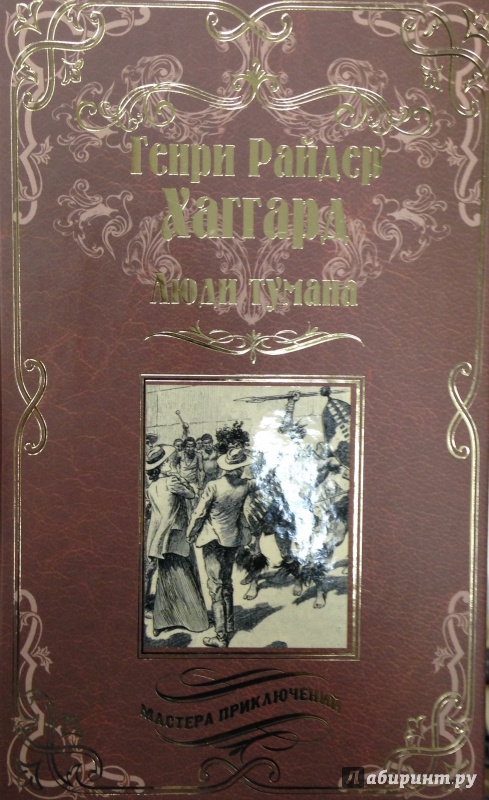 Генри Райдер
Хаггард
Люди тумана
МАСТЕРА ПРИКЛЮЧЕНИЙ
Лабиринт.ру